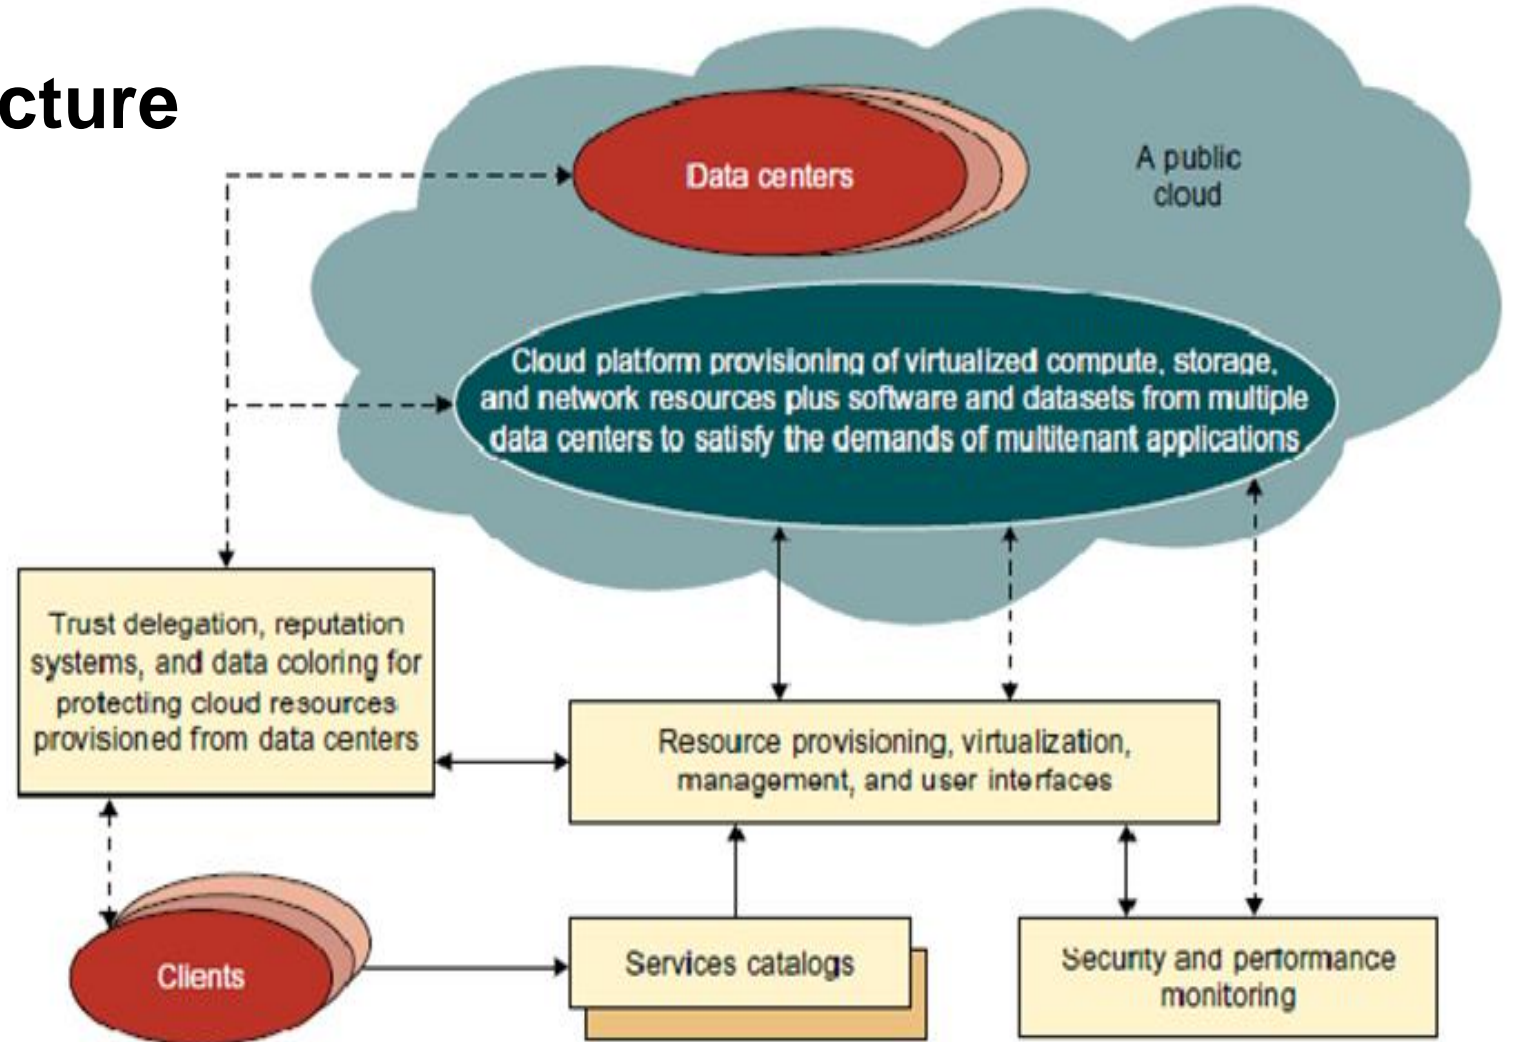 cture
Data centers
A public
cloud
Cloud platform provisioning of virtualized compute, storage,
and network resources plus software and datasets from multiple
data centers to satisfy the demands of multitenant applications
Trust delegation, reputation
systems, and data coloring for
protecting cloud resources
provisioned from data centers
Resource provisioning, virtualization,
management, and user interfaces
Clients
Services catalogs
Security and performance
monitoring